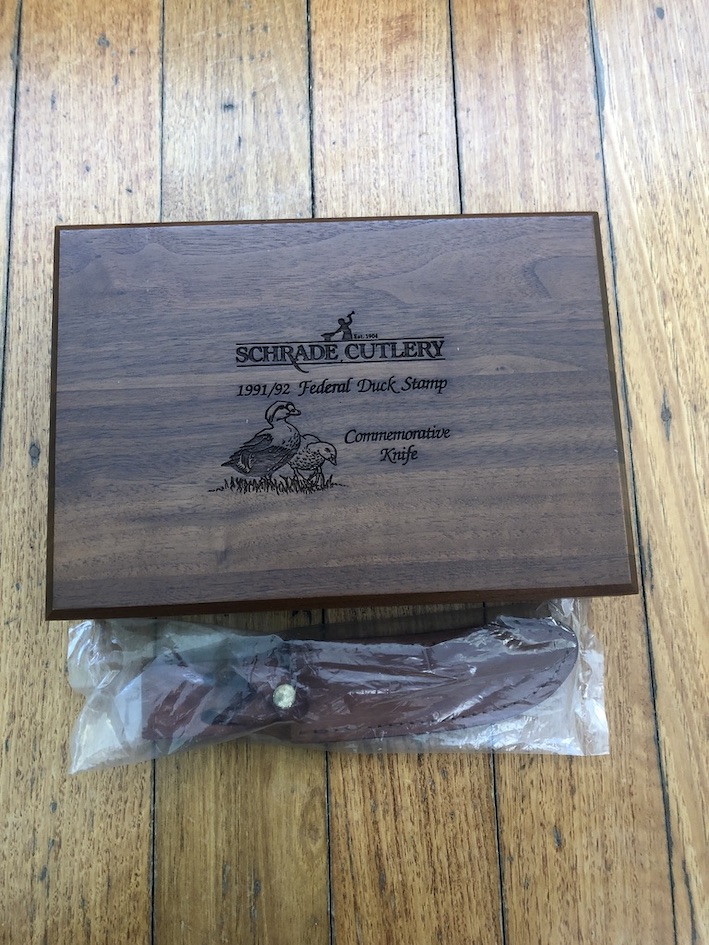 Est. 1904
SCHRADE CUTLERY
1991/92 Federal Duck Stamp
Commemorative
Knife